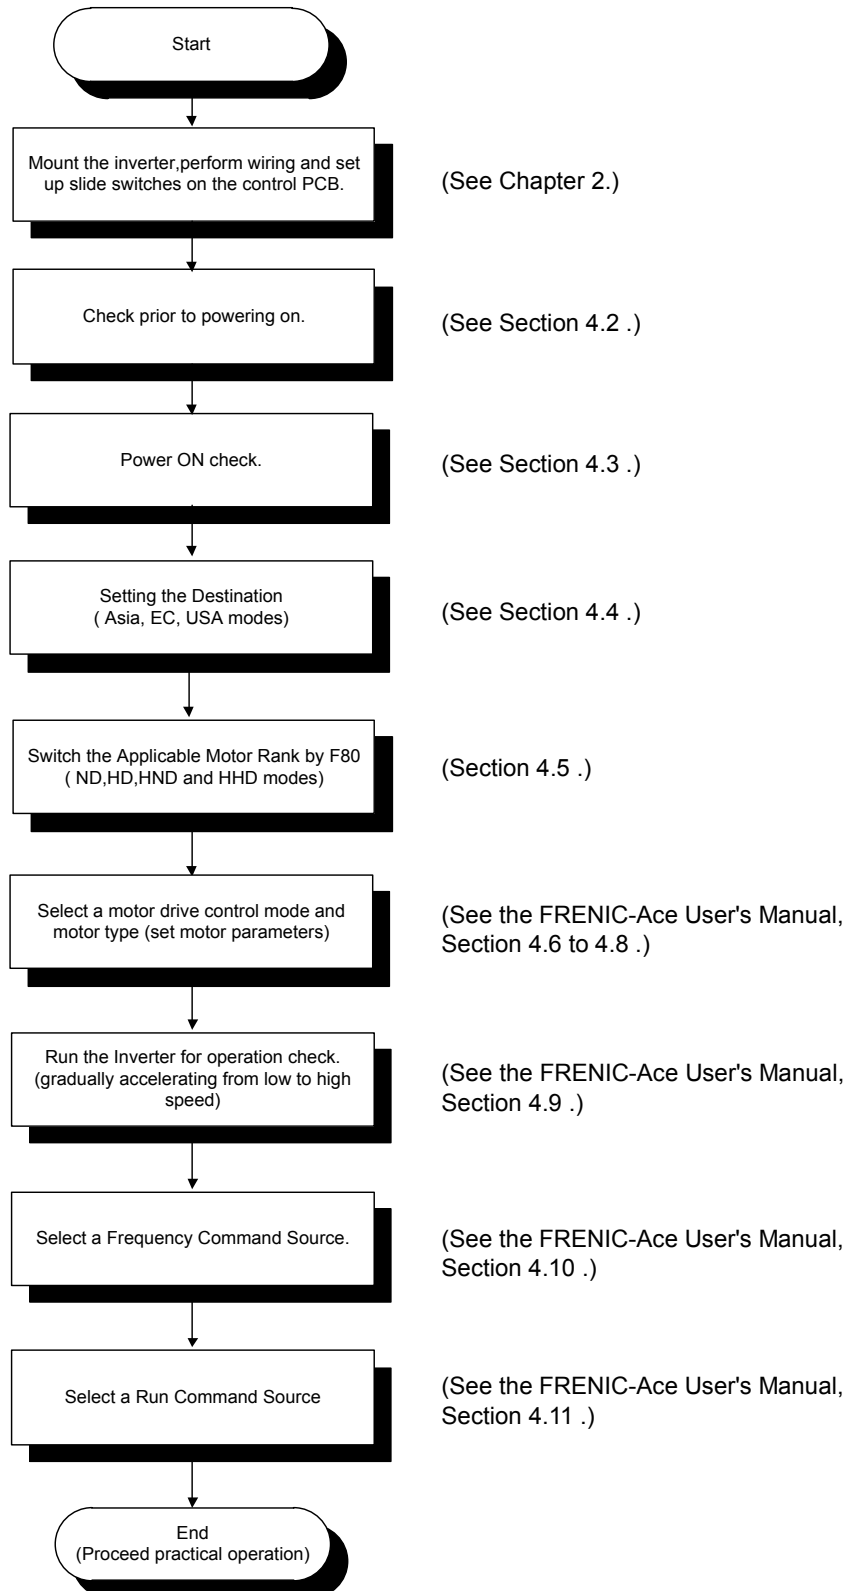 Start
Mount the inverter,perform wiring and set
up slide switches on the control PCB.
(See Chapter 2.)
Check prior to powering on.
(See Section 4.2 .)
Power ON check.
(See Section 4.3 .)
Setting the Destination
( Asia, EC, USA modes)
(See Section 4.4 .)
Switch the Applicable Motor Rank by F80
( ND,HD,HND and HHD modes)
(Section 4.5 .)
Select a motor drive control mode and
motor type (set motor parameters)
(See the FRENIC-Ace User's Manual,
Section 4.6 to 4.8 .)
Run the Inverter for operation check.
(gradually accelerating from low to high
speed)
(See the FRENIC-Ace User's Manual,
Section 4.9 .)
Select a Frequency Command Source.
(See the FRENIC-Ace User's Manual,
Section 4.10 .)
Select a Run Command Source
(See the FRENIC-Ace User's Manual,
Section 4.11 .)
End
(Proceed practical operation)